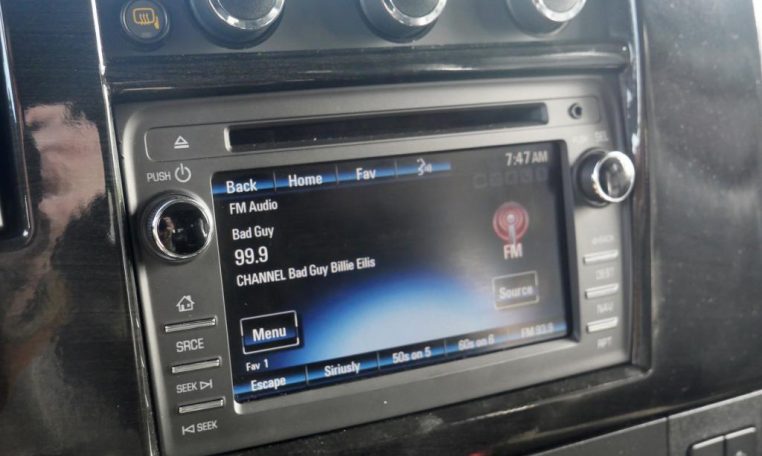 PUSH
Back Home Fav
7:47 AM
FM Audio
Bad Guy
99.9
CHANNEL Bad Guy Billie Eilis
FM
Source
Menu
Fav 1
Escape Siriusly 50s on 5 60s on 6 FM 93.9
SRCE
SEEK
SEEK
DEST
NAV
RPT